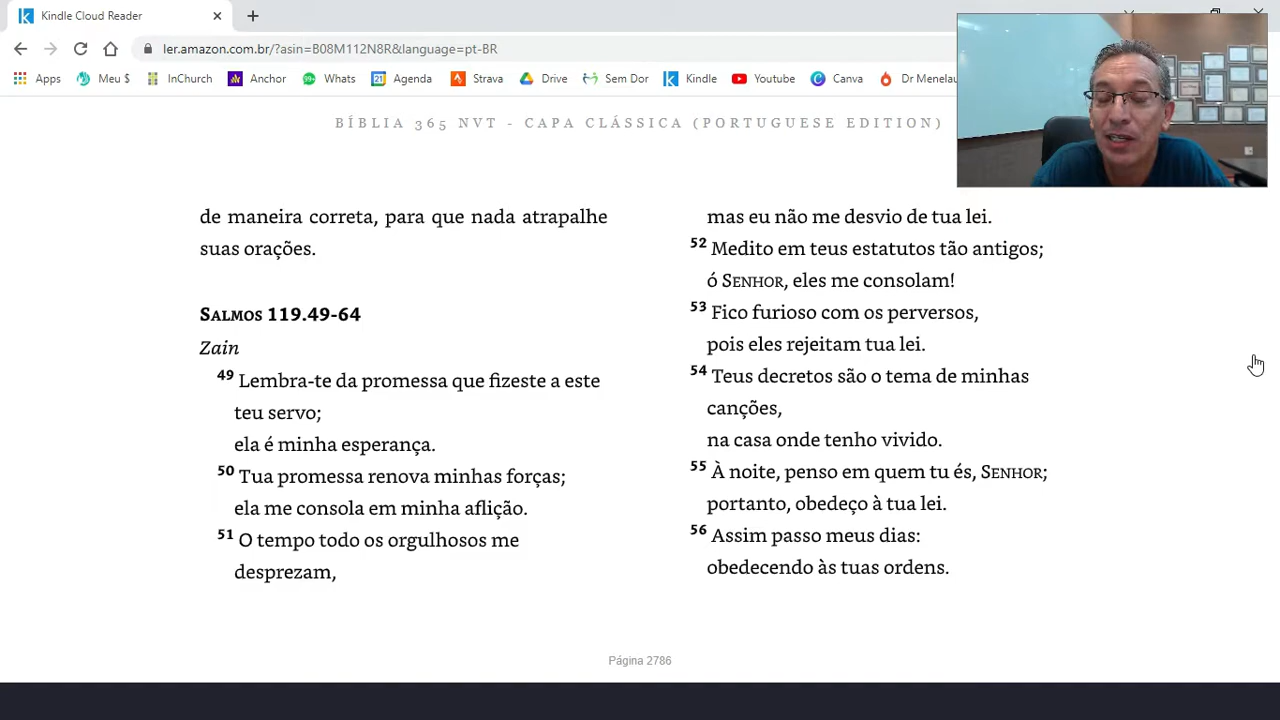 Kindle Cloud Reader
ler.amazon.com.br/?asin=B08M112N8R&language=pt-BR
Apps Meu $ InChurch Anchor Whats Agenda Strava Drive Sem Dor Kindle Youtube Canva Dr Menelau
BÍBLIA 365 NVT - CAPA CLÁSSICA (PORTUGUESE EDITION)
de maneira correta, para que nada atrapalhe
suas orações.
SALMOS 119.49-64
Zain
49 Lembra-te da promessa que fizeste a este
teu servo;
ela é minha esperança.
50 Tua promessa renova minhas forças;
ela me consola em minha aflição.
51 O tempo todo os orgulhosos me
desprezam,
mas eu não me desvio de tua lei.
52 Medito em teus estatutos tão antigos;
ó SENHOR, eles me consolam!
53 Fico furioso com os perversos,
pois eles rejeitam tua lei.
54 Teus decretos são o tema de minhas
canções,
na casa onde tenho vivido.
55 À noite, penso em quem tu és, SENHOR;
portanto, obedeço à tua lei.
56 Assim passo meus dias:
obedecendo às tuas ordens.
Página 2786